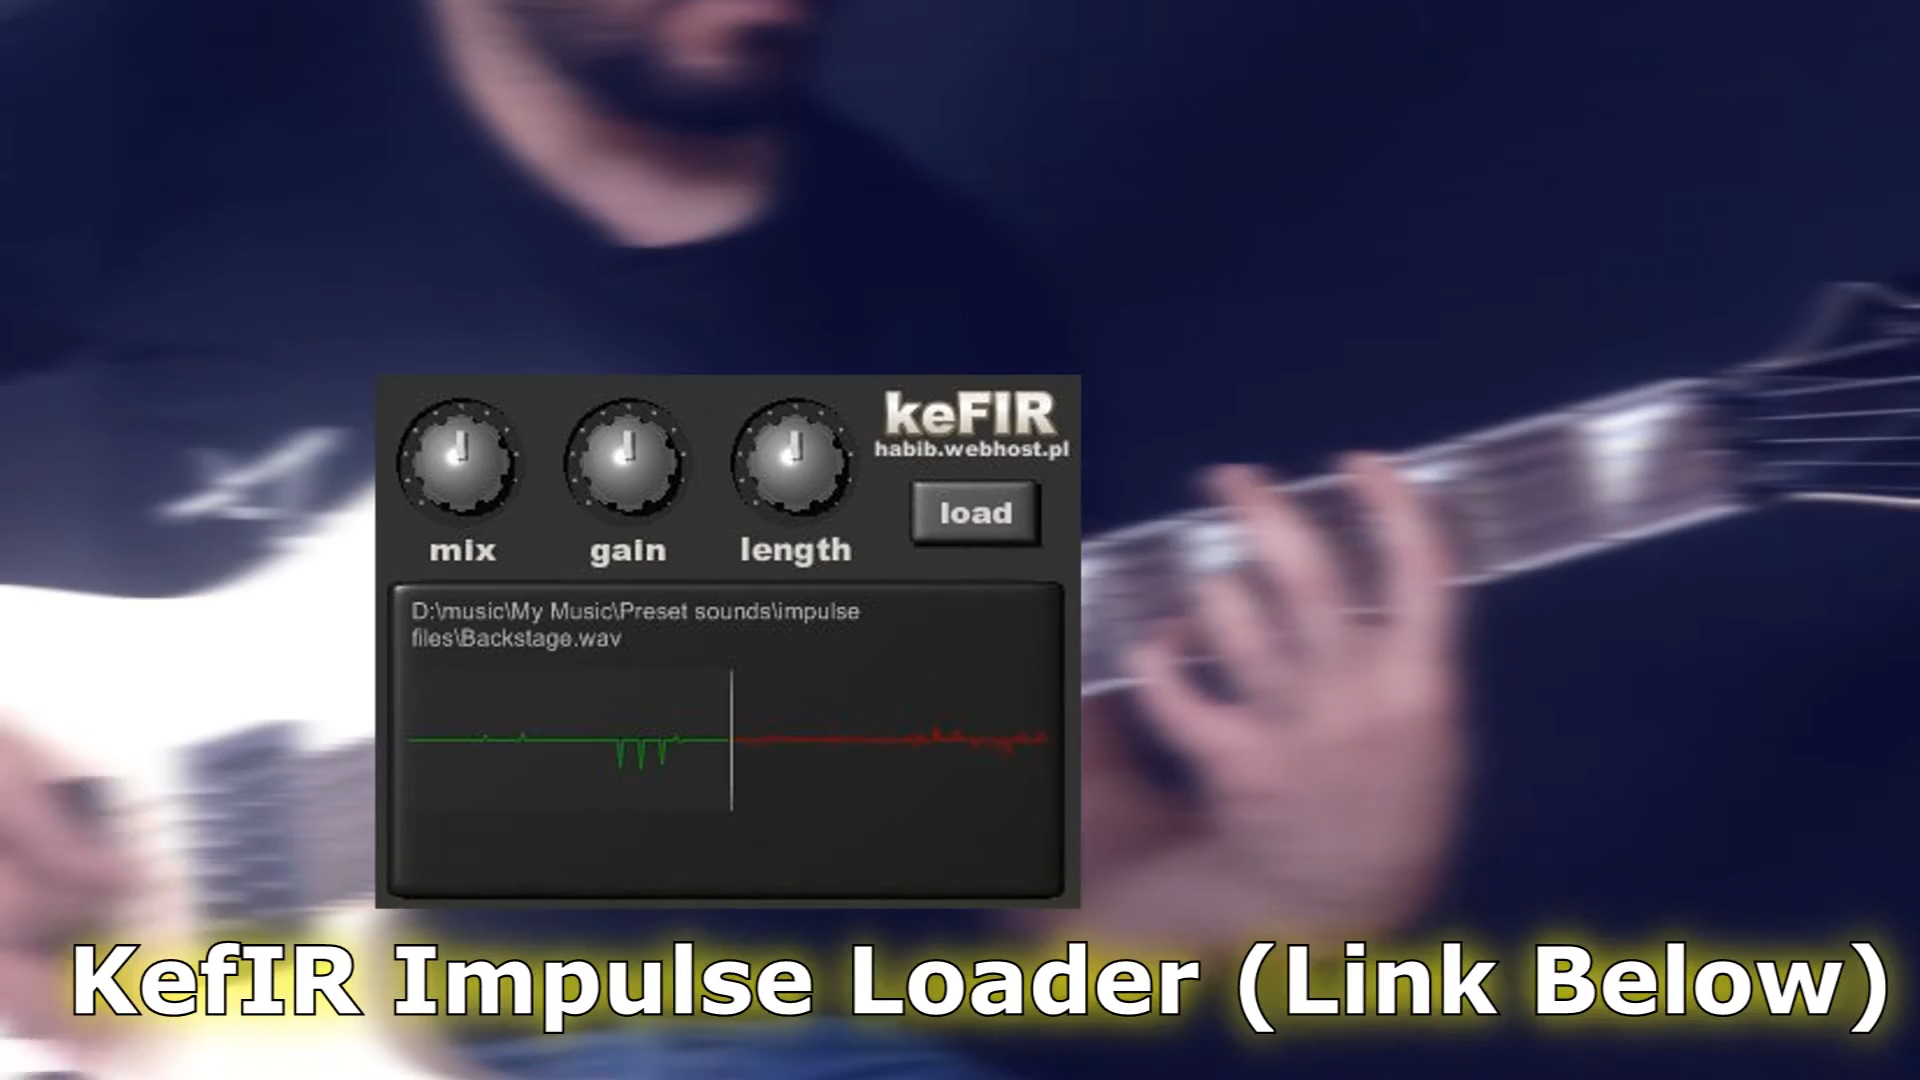 keFIR
habib.webhost.pl
load
mix gain length
D:\music\My Music\Preset sounds\impulse
files\Backstage.wav
KefIR Impulse Loader (Link Below)